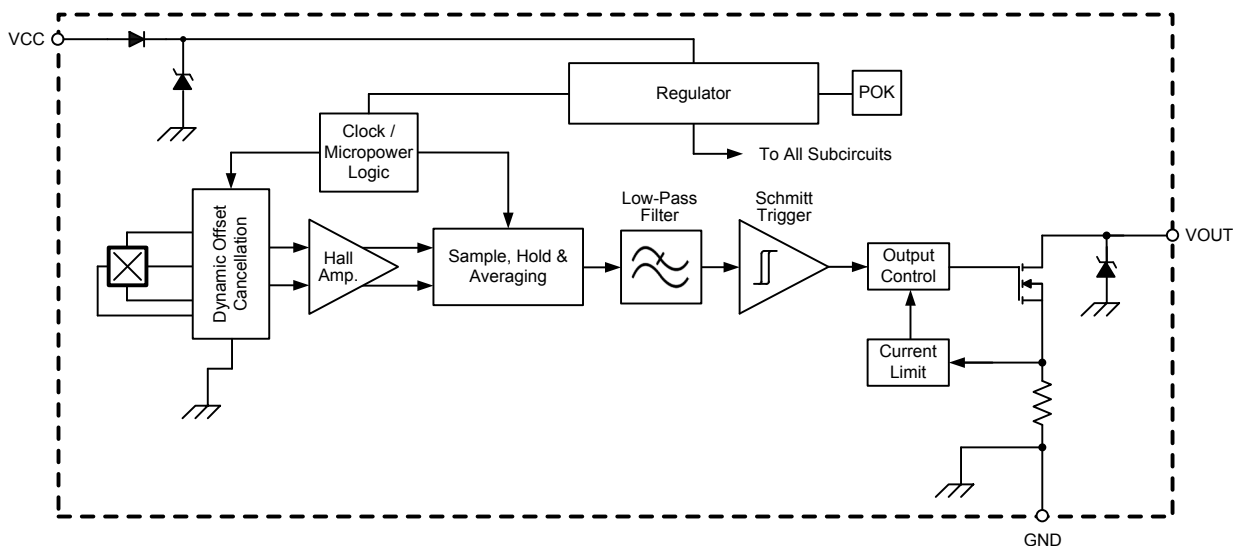 VCC
Regulator
POK
Clock /
Micropower
Logic
To All Subcircuits
Dynamic Offset
Cancellation
Hall
Amp.
Sample, Hold &
Averaging
Low-Pass
Filter
Schmitt
Trigger
Output
Control
Current
Limit
VOUT
GND